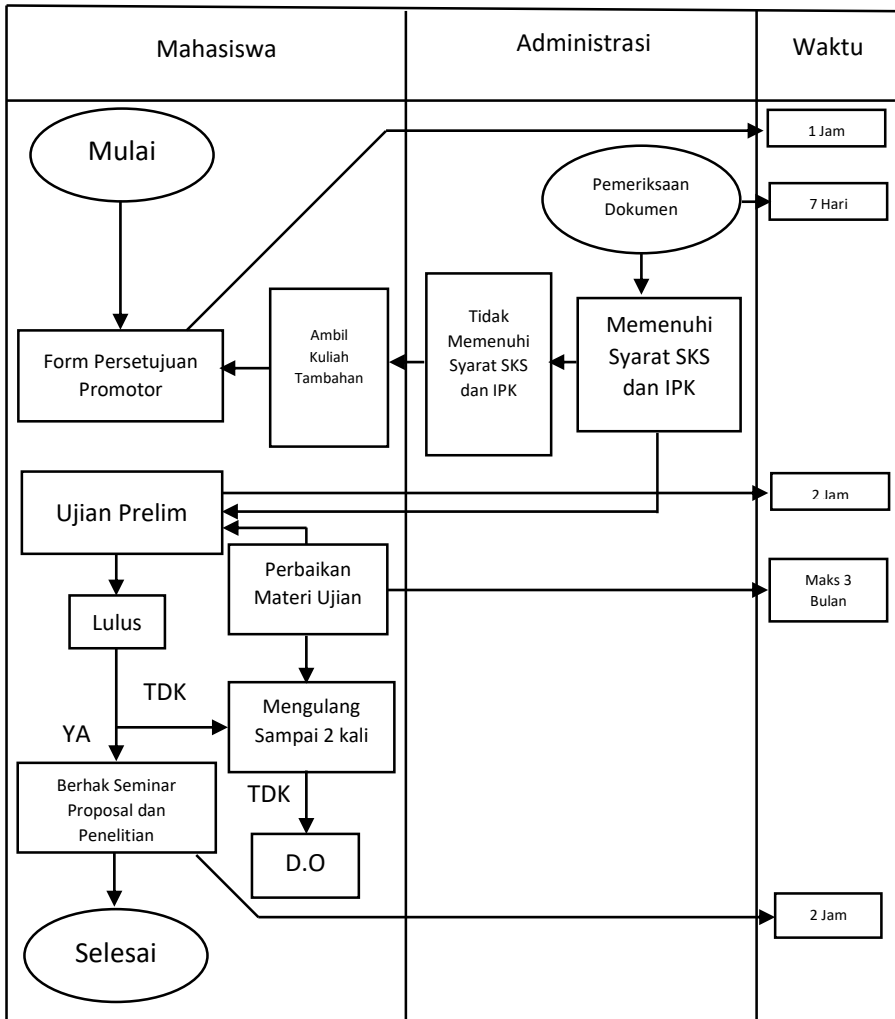 Mahasiswa
Administrasi
Waktu
Mulai
1 Jam
Pemeriksaan
Dokumen
7 Hari
Form Persetujuan
Promotor
Ambil
Kuliah
Tambahan
Tidak
Memenuhi
Syarat SKS
dan IPK
Memenuhi
Syarat SKS
dan IPK
Ujian Prelim
2 Jam
Perbaikan
Materi Ujian
Maks 3
Bulan
Lulus
TDK
YA
Mengulang
Sampai 2 kali
Berhak Seminar
Proposal dan
Penelitian
TDK
D.O
2 Jam
Selesai